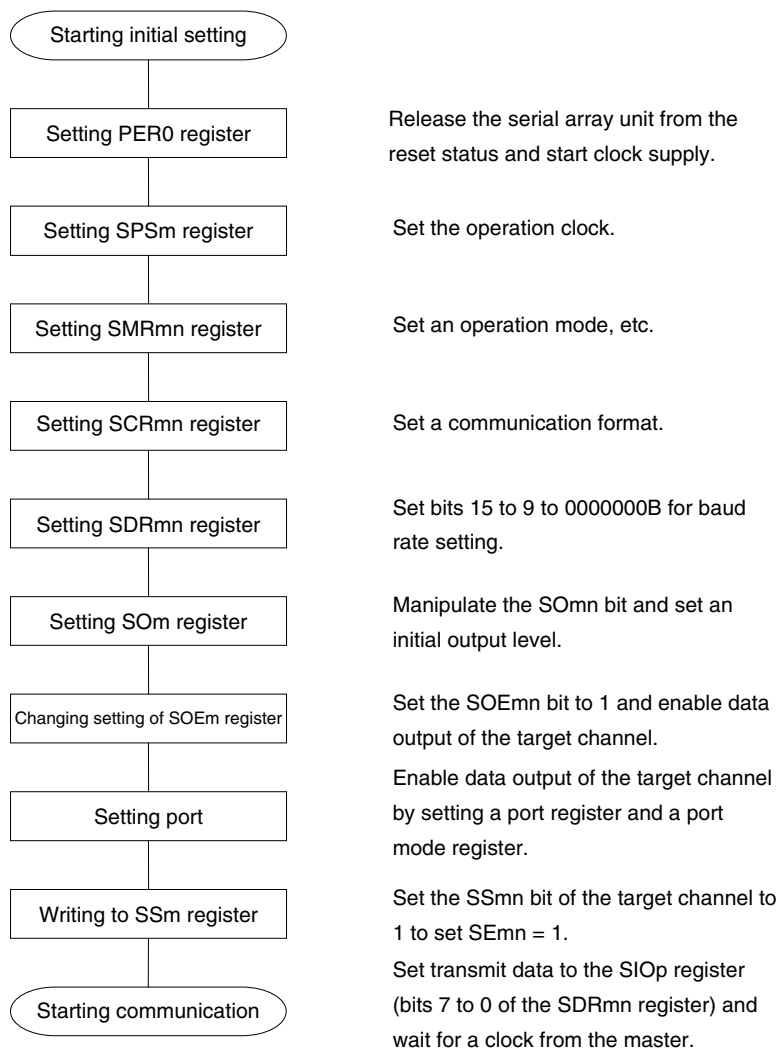 Starting initial setting
Setting PER0 register
Release the serial array unit from the
reset status and start clock supply.
Setting SPSm register
Set the operation clock.
Setting SMRmn register
Set an operation mode, etc.
Setting SCRmn register
Set a communication format.
Setting SDRmn register
Set bits 15 to 9 to 0000000B for baud
rate setting.
Setting SOm register
Manipulate the SOmn bit and set an
initial output level.
Changing setting of SOEm register
Set the SOEmn bit to 1 and enable data
output of the target channel.
Setting port
Enable data output of the target channel
by setting a port register and a port
mode register.
Writing to SSm register
Set the SSmn bit of the target channel to
1 to set SEmn = 1.
Starting communication
Set transmit data to the SIOp register
(bits 7 to 0 of the SDRmn register) and
wait for a clock from the master.